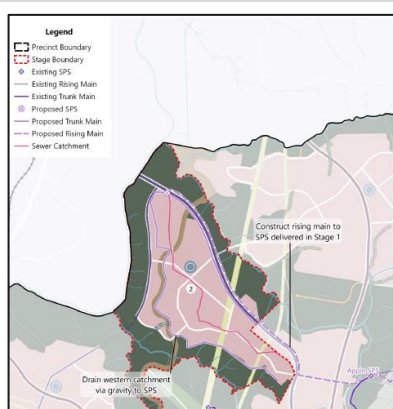 Legend
Precinct Boundary
Stage Boundary
Existing SPS
Existing Rising Main
Existing Trunk Main
Proposed SPS
Proposed Trunk Main
Proposed Rising Main
Sewer Catchment
Construct rising main to
SPS delivered in Stage 1
2
Apple SPS
Drain western catchment
via gravity to SPS